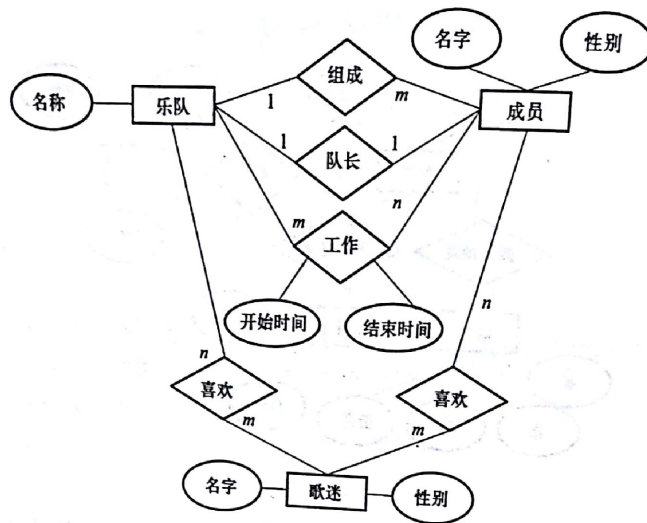 名字
性别
组成
名称
乐队
1
m
成员
1
队长
1
m
n
工作
开始时间
结束时间
n
n
喜欢
喜欢
m
m
名字
歌迷
性别